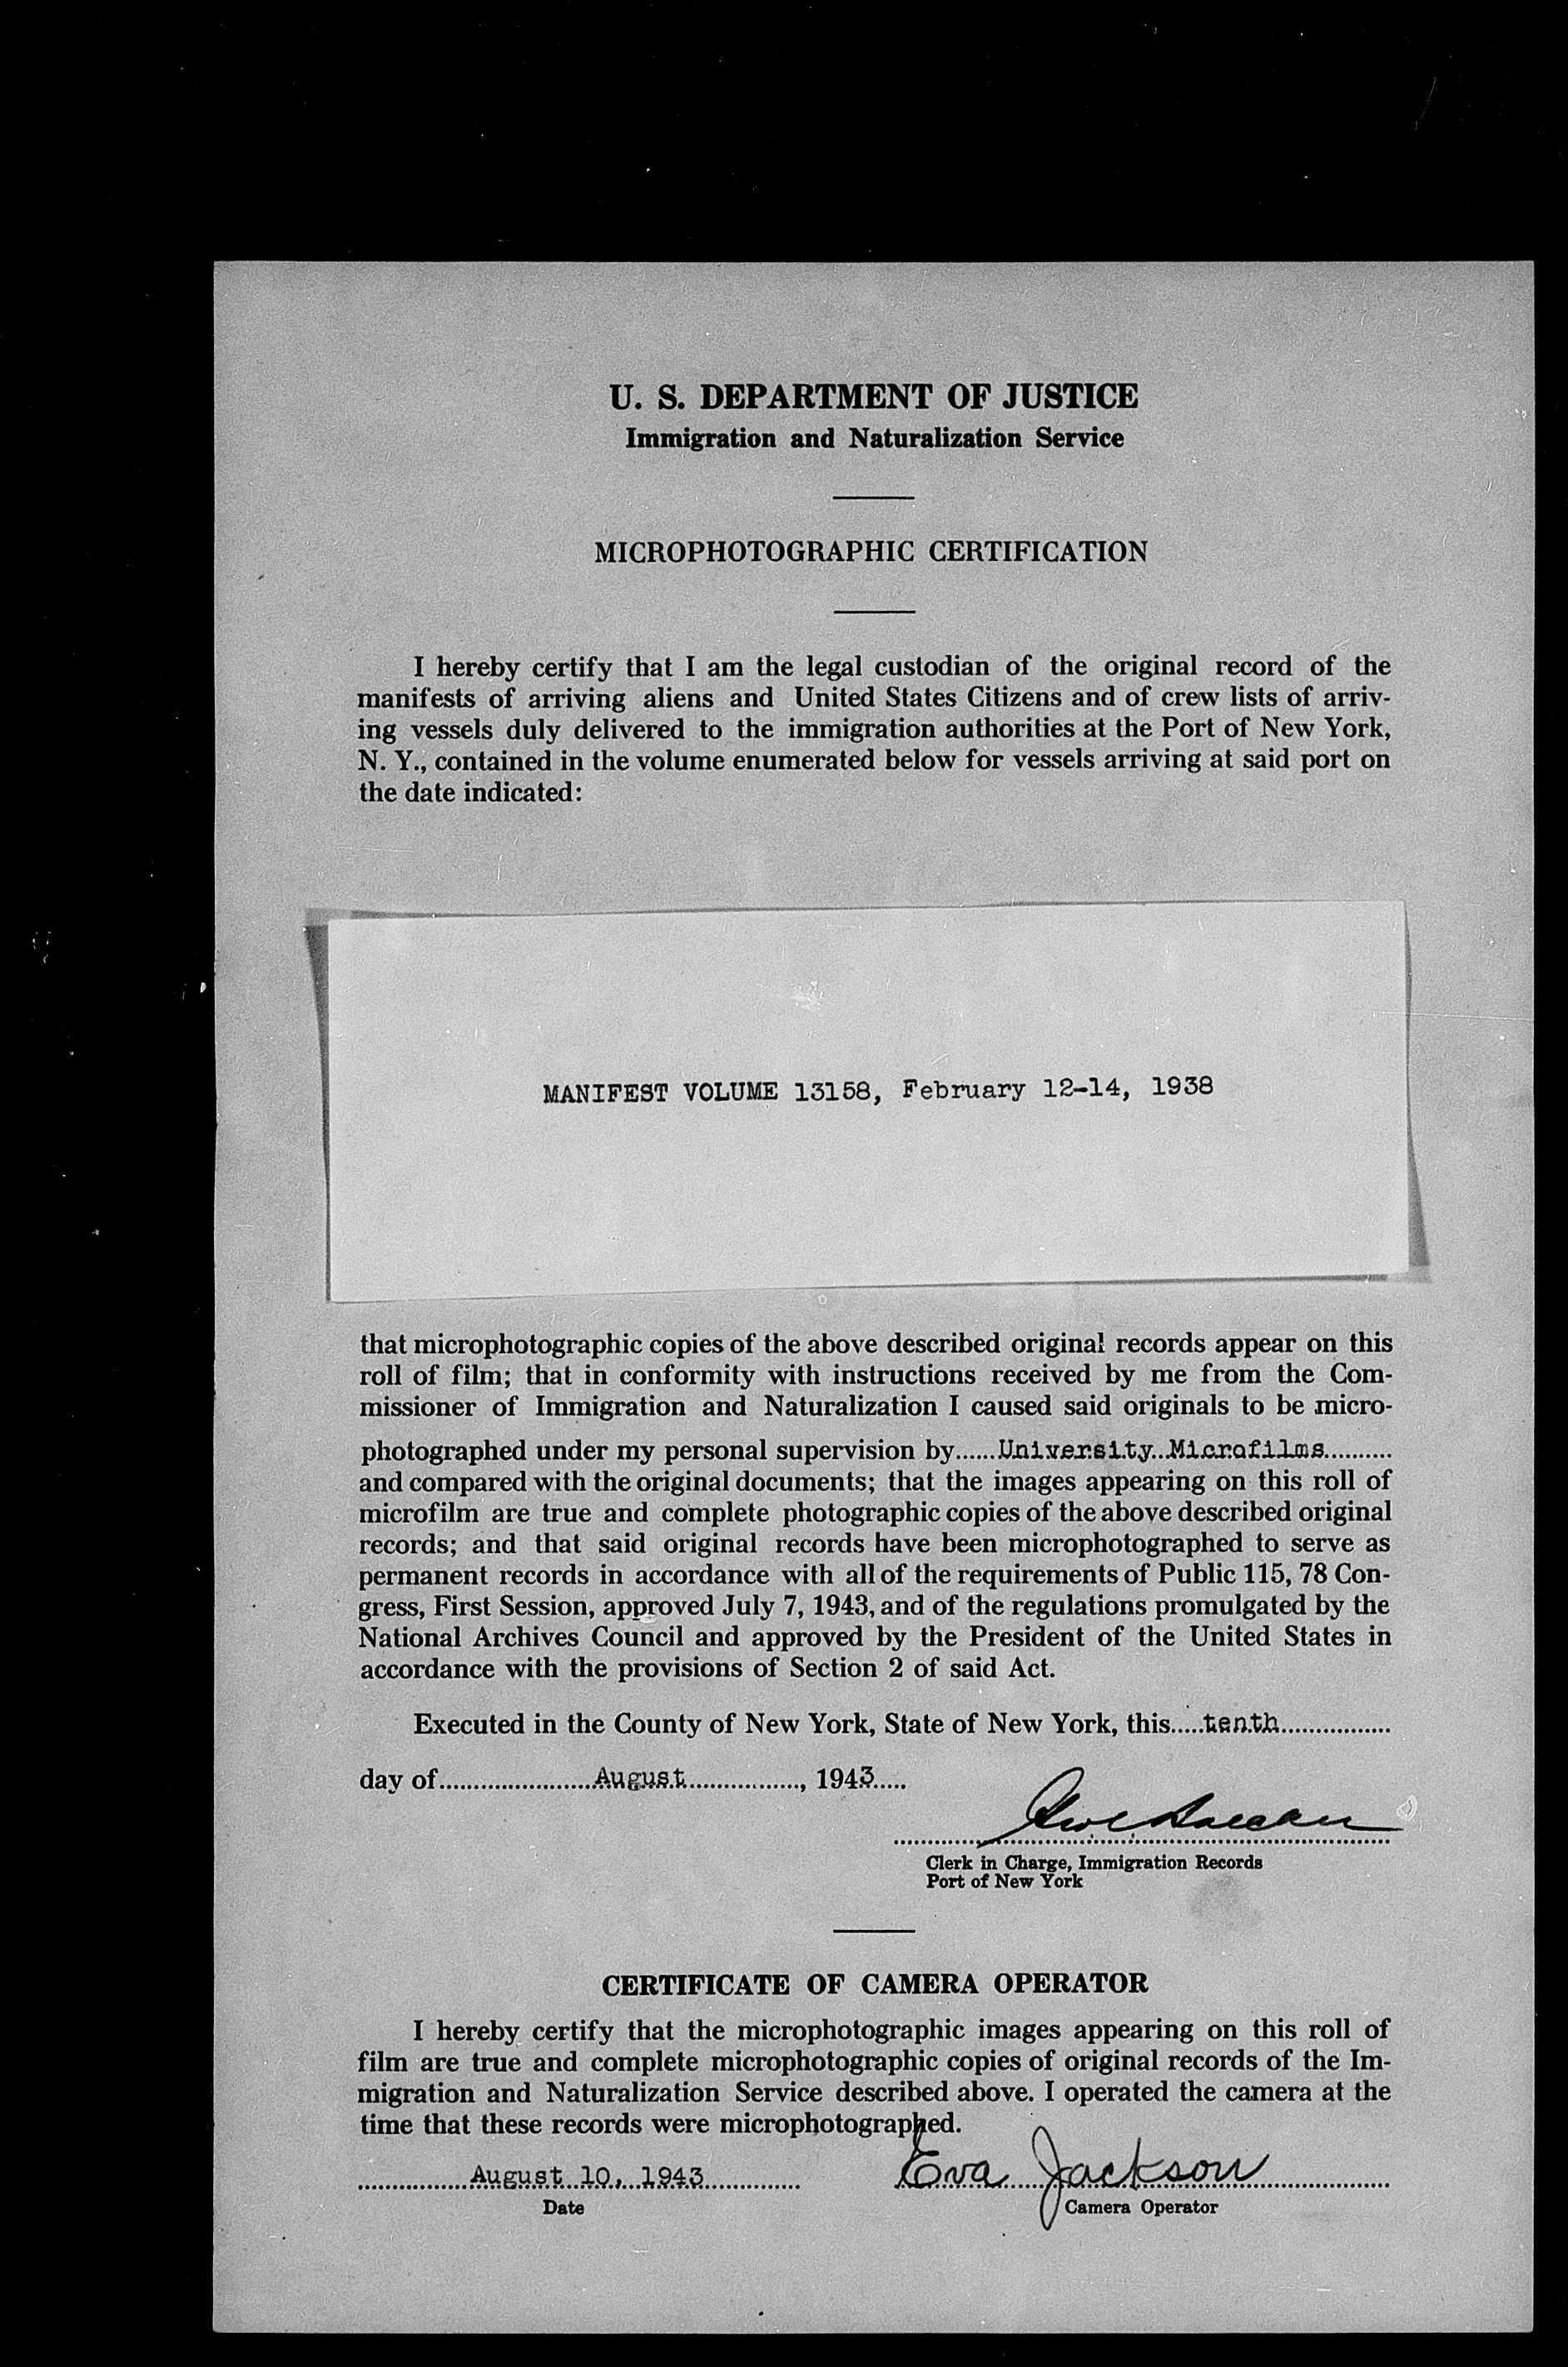 U. S. DEPARTMENT OF JUSTICE
Immigration and Naturalization Service
MICROPHOTOGRAPHIC CERTIFICATION
I hereby certify that I am the legal custodian of the original record of the
manifests of arriving aliens and United States Citizens and of crew lists of arriv-
ing vessels duly delivered to the immigration authorities at the Port of New York,
N. Y., contained in the volume enumerated below for vessels arriving at said port on
the date indicated:
MANIFEST VOLUME 13158, February 12-14, 1938
that microphotographic copies of the above described original records appear on this
roll of film; that in conformity with instructions received by me from the Com-
missioner of Immigration and Naturalization I caused said originals to be micro-
photographed under my personal supervision by......University Microfilms..........
and compared with the original documents; that the images appearing on this roll of
microfilm are true and complete photographic copies of the above described original
records; and that said original records have been microphotographed to serve as
permanent records in accordance with all of the requirements of Public 115, 78 Con-
gress, First Session, approved July 7, 1943, and of the regulations promulgated by the
National Archives Council and approved by the President of the United States in
accordance with the provisions of Section 2 of said Act.
Executed in the County of New York, State of New York, this.....tenth................
day of.......................August................., 1943.....
Clerk in Charge, Immigration Records
Port of New York
CERTIFICATE OF CAMERA OPERATOR
I hereby certify that the microphotographic images appearing on this roll of
film are true and complete microphotographic copies of original records of the Im-
migration and Naturalization Service described above. I operated the camera at the
time that these records were microphotographed.
August 10, 1943 Eva Jackson
Date Camera Operator